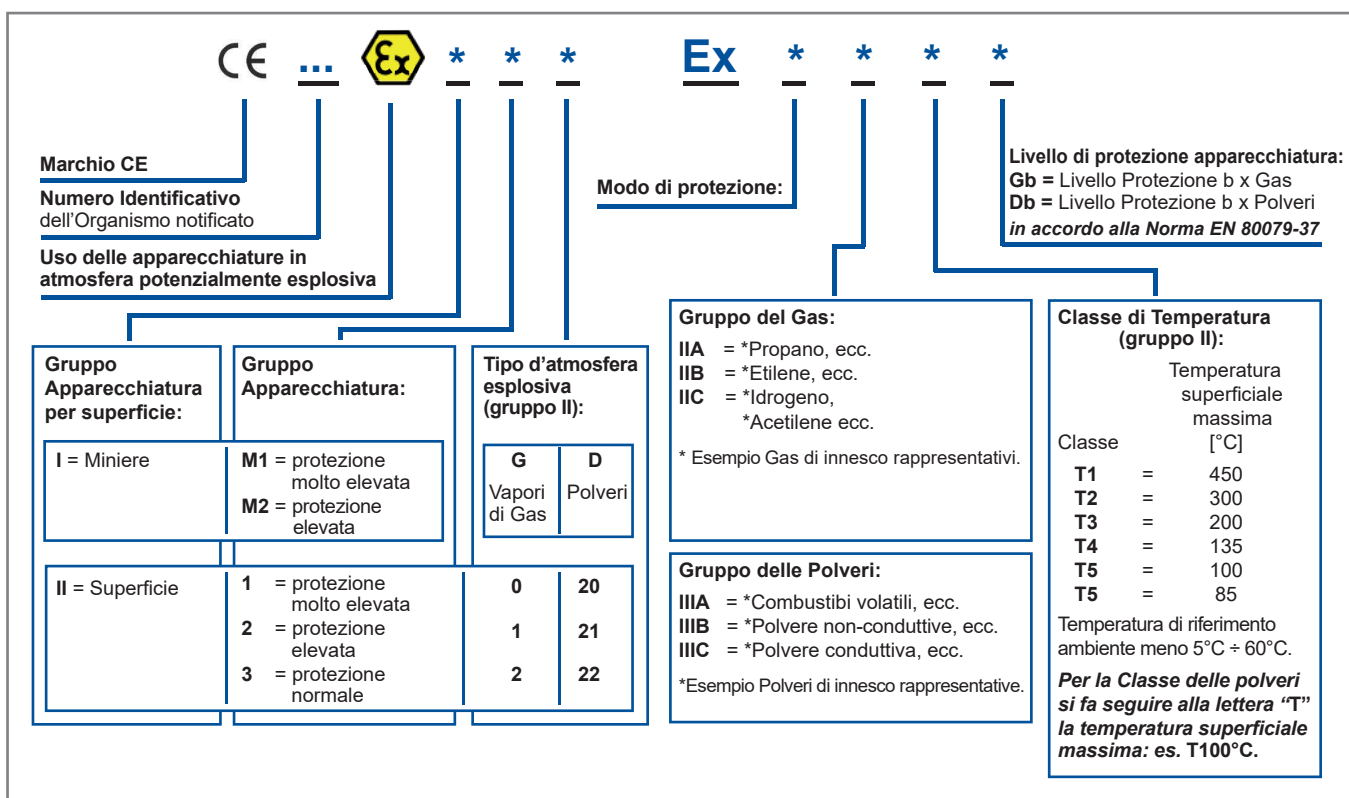 CE ... Ex * * * Ex * * * *
Marchio CE
Numero Identificativo
dell’Organismo notificato
Uso delle apparecchiature in
atmosfera potenzialmente esplosiva
Modo di protezione:
Livello di protezione apparecchiatura:
Gb = Livello Protezione b x Gas
Db = Livello Protezione b x Polveri
in accordo alla Norma EN 80079-37
Gruppo
Apparecchiatura
per superficie:
Gruppo
Apparecchiatura:
Tipo d’atmosfera
esplosiva
(gruppo II):
I = Miniere
M1 = protezione
molto elevata
M2 = protezione
elevata
G D
Vapori Polveri
di Gas
II = Superficie
1 = protezione
molto elevata
0 20
2 = protezione
elevata
1 21
3 = protezione
normale
2 22
Gruppo del Gas:
IIA = *Propano, ecc.
IIB = *Etilene, ecc.
IIC = *Idrogeno,
*Acetilene ecc.
* Esempio Gas di innesco rappresentativi.
Gruppo delle Polveri:
IIIA = *Combustibi volatili, ecc.
IIIB = *Polvere non-conduttive, ecc.
IIIC = *Polvere conduttiva, ecc.
*Esempio Polveri di innesco rappresentative.
Classe di Temperatura
(gruppo II):
Temperatura
superficiale
massima
Classe [°C]
T1 = 450
T2 = 300
T3 = 200
T4 = 135
T5 = 100
T5 = 85
Temperatura di riferimento
ambiente meno 5°C ÷ 60°C.
Per la Classe delle polveri
si fa seguire alla lettera “T”
la temperatura superficiale
massima: es. T100°C.